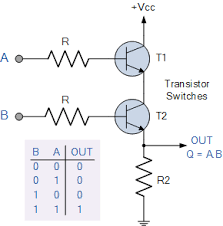 +Vcc
R
A
T1
Transistor
Switches
R
B
T2
OUT
Q = A.B
B A OUT
0 0 0
0 1 0
1 0 0
1 1 1
R2